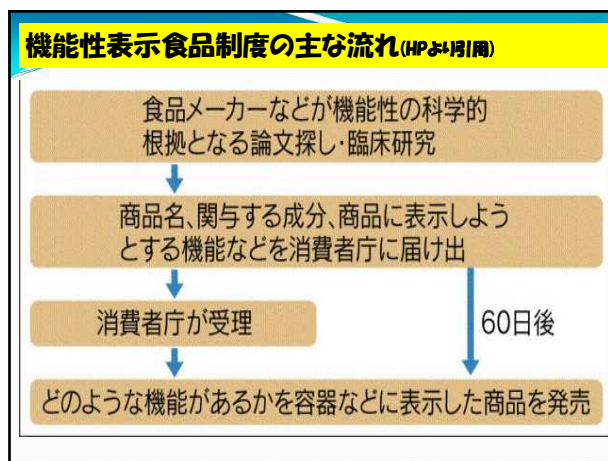 機能性表示食品制度の主な流れ(HPより引用)
食品メーカーなどが機能性の科学的
根拠となる論文探し・臨床研究
商品名、関与する成分、商品に表示しよう
とする機能などを消費者庁に届け出
消費者庁が受理
60日後
どのような機能があるかを容器などに表示した商品を発売